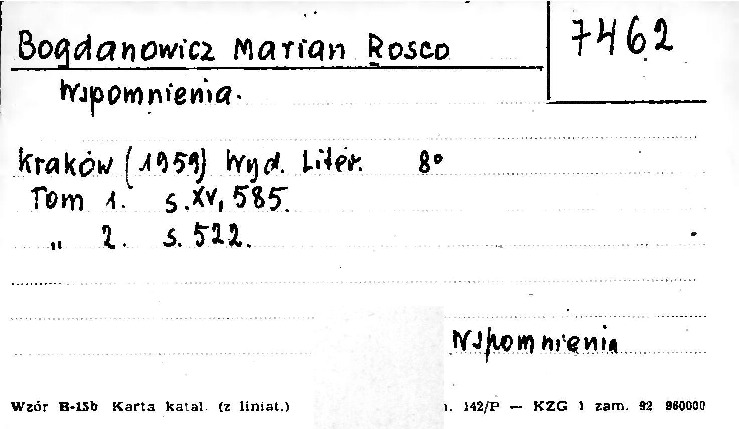 Bogdanowicz Marian Rosco
7462
Wspomnienia.
Kraków (1959) Wyd. Liter. 8°
Tom 1. s. XV, 585.
„ 2. s. 522.
Wspomnienia
Wzór B-15b Karta katal. (z liniat.) . 142/P — KZG 1 zam. 92 960000